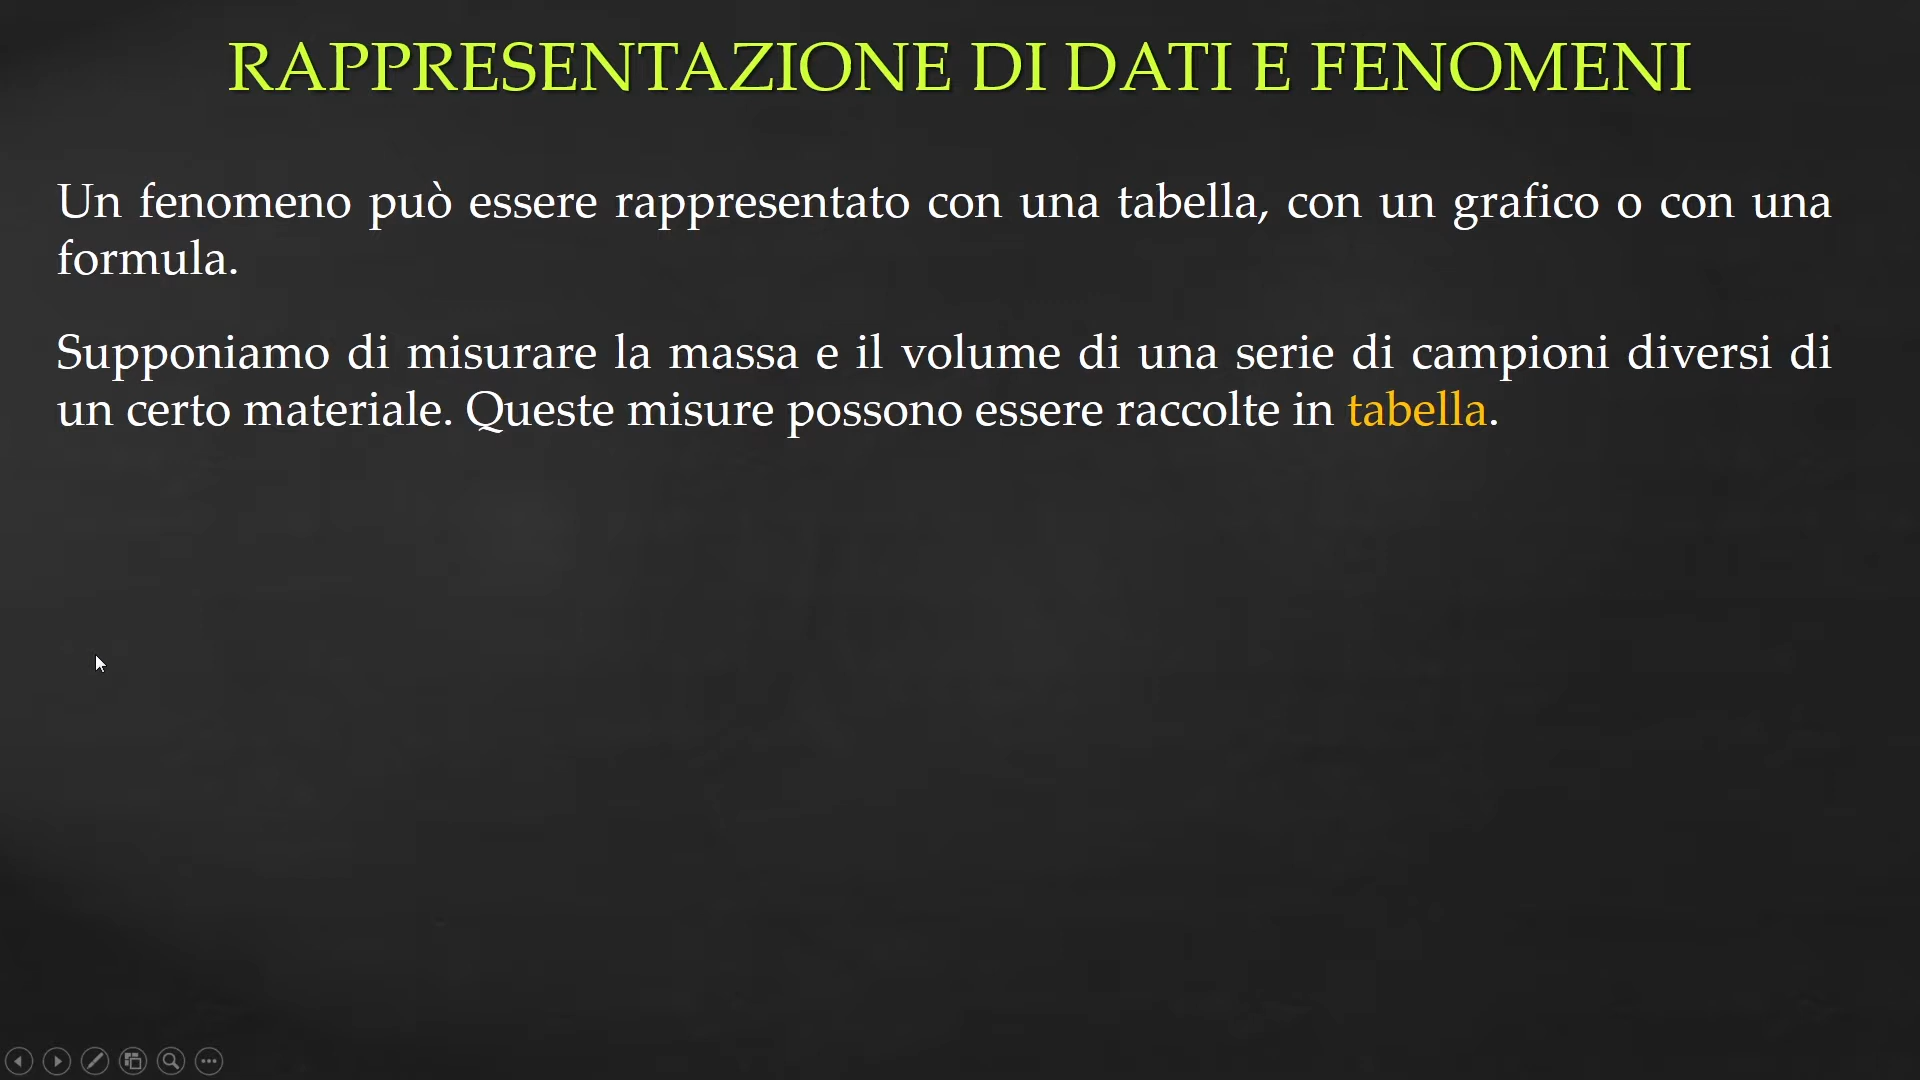 RAPPRESENTAZIONE DI DATI E FENOMENI
Un fenomeno può essere rappresentato con una tabella, con un grafico o con una
formula.
Supponiamo di misurare la massa e il volume di una serie di campioni diversi di
un certo materiale. Queste misure possono essere raccolte in tabella.